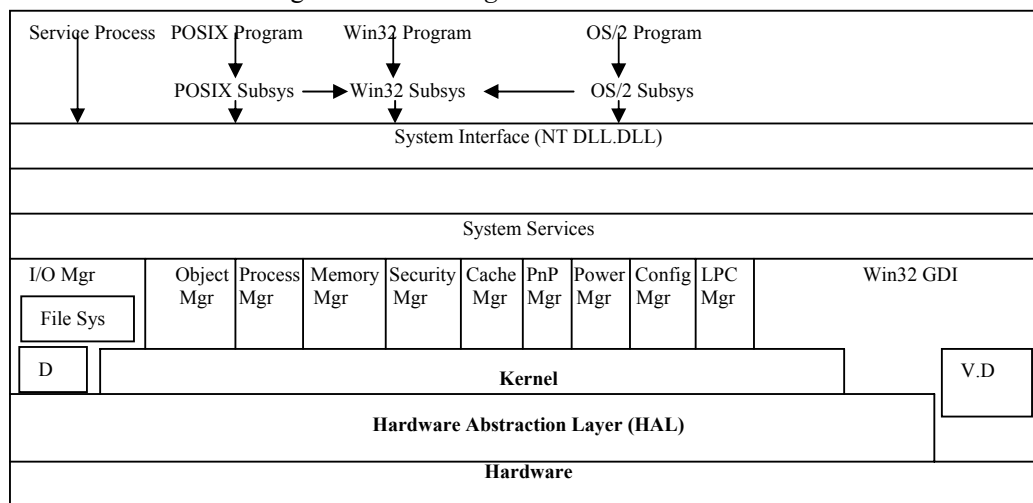 Service Process POSIX Program Win32 Program OS/2 Program
POSIX Subsys Win32 Subsys OS/2 Subsys
System Interface (NT DLL.DLL)
System Services
I/O Mgr Object Process Memory Security Cache PnP Power Config LPC Win32 GDI
Mgr Mgr Mgr Mgr Mgr Mgr Mgr Mgr Mgr
File Sys
D Kernel V.D
Hardware Abstraction Layer (HAL)
Hardware